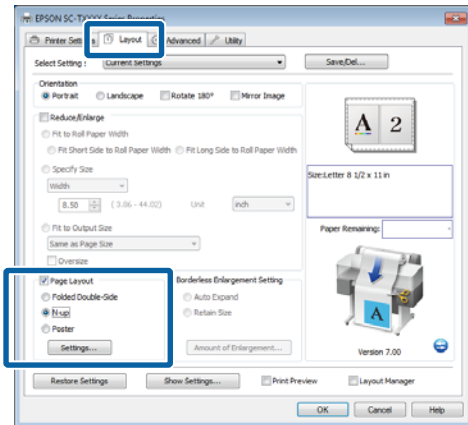 EPSON SC-TXXXX Series Properties
Printer Settings Layout Advanced Utility
Select Setting : Current Settings Save/Del...
Orientation
Portrait Landscape Rotate 180° Mirror Image
Reduce/Enlarge
Fit to Roll Paper Width
Fit Short Side to Roll Paper Width Fit Long Side to Roll Paper Width
Specify Size
Width
8.50 ( 3.86 - 44.02) Unit inch
Fit to Output Size
Same as Page Size
Oversize
A 2
Size:Letter 8 1/2 x 11 in
Paper Remaining:
A
Version 7.00
Page Layout
Folded Double-Side
N-up
Poster
Settings...
Borderless Enlargement Setting
Auto Expand
Retain Size
Amount of Enlargement...
Restore Settings Show Settings... Print Preview Layout Manager
OK Cancel Help